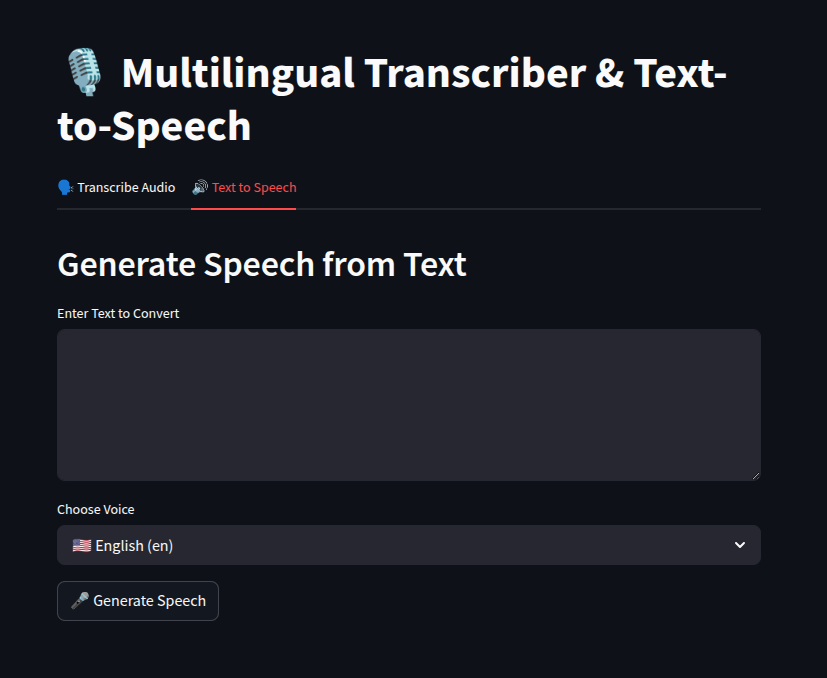 🎙️ Multilingual Transcriber & Text-
to-Speech
🗣️ Transcribe Audio 🔊 Text to Speech
Generate Speech from Text
Enter Text to Convert
Choose Voice
🇺🇸 English (en)
🎤 Generate Speech